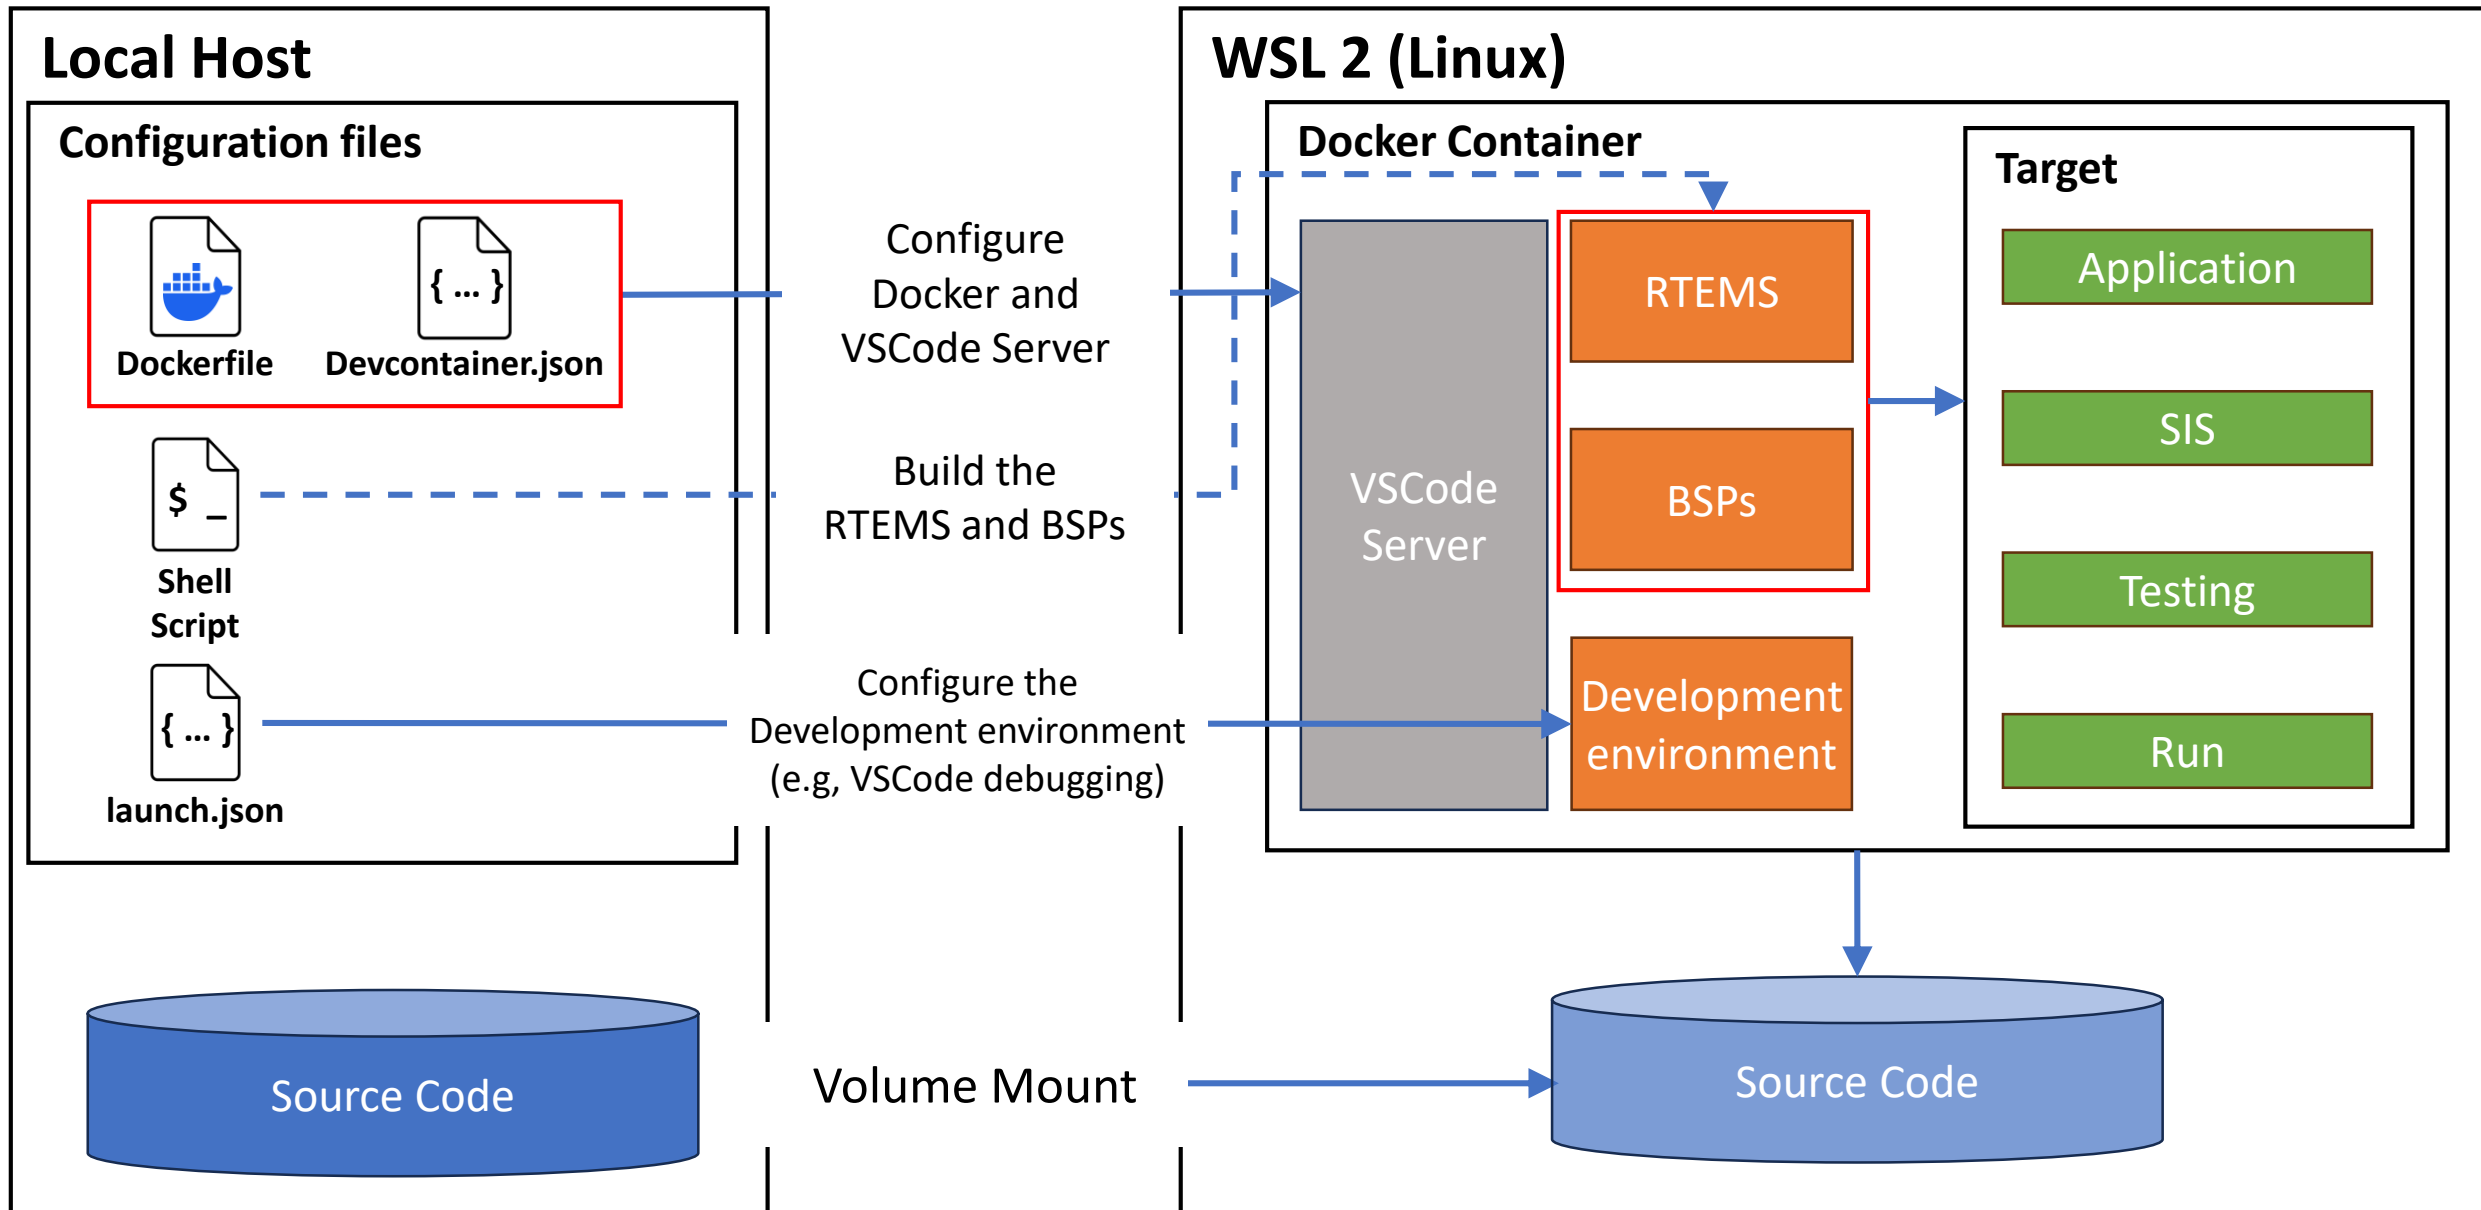 Local Host
Configuration files
Dockerfile
Devcontainer.json
{ ... }
$ _
Shell
Script
{ ... }
launch.json
Source Code
Configure
Docker and
VSCode Server
Build the
RTEMS and BSPs
Configure the
Development environment
(e.g, VSCode debugging)
Volume Mount
WSL 2 (Linux)
Docker Container
VSCode
Server
RTEMS
BSPs
Development
environment
Target
Application
SIS
Testing
Run
Source Code